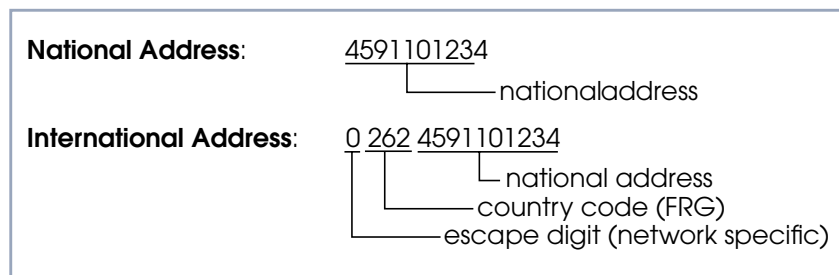 National Address: 4591101234
nationaladdress
International Address: 0 262 4591101234
national address
country code (FRG)
escape digit (network specific)